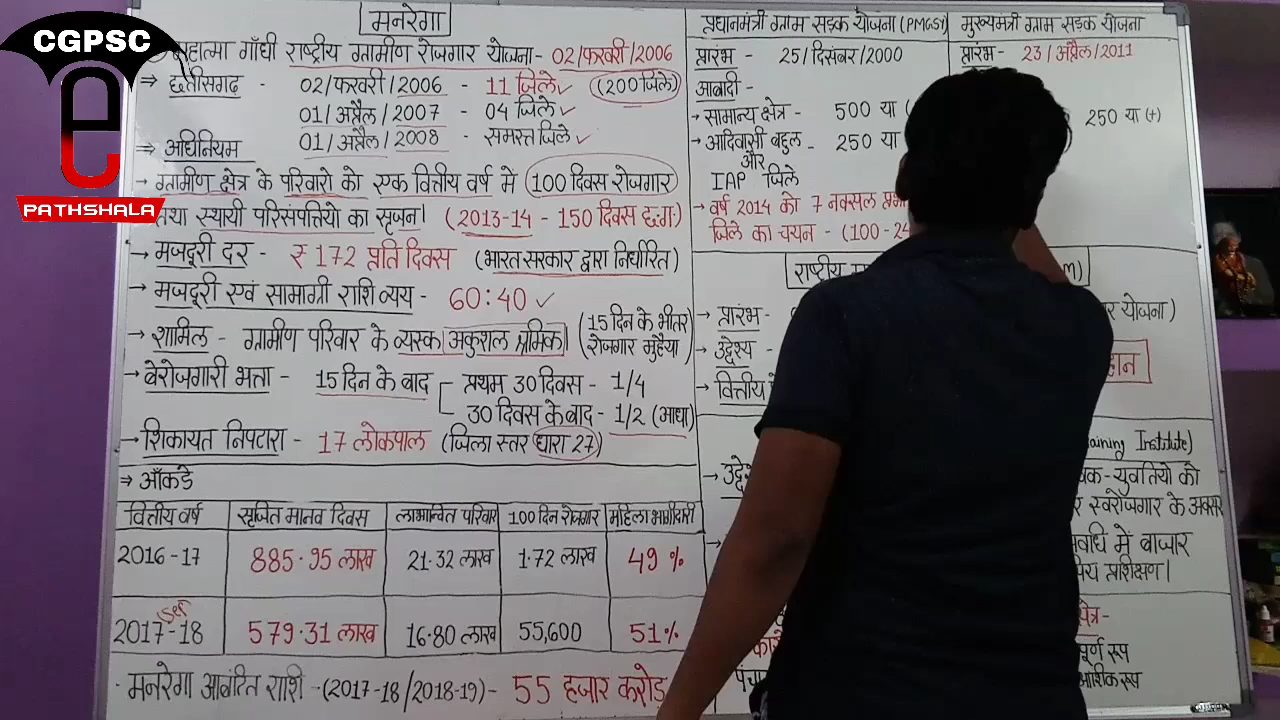 CGPSC
PATHSHALA
मनरेगा
महात्मा गाँधी राष्ट्रीय ग्रामीण रोजगार योजना - 02/फरवरी/2006
⇒ छत्तीसगढ़ - 02/फरवरी/2006 - 11 जिले (200 जिले)
01/अप्रैल/2007 - 04 जिले
01/अप्रैल/2008 - समस्त जिले
⇒ अधिनियम
→ ग्रामीण क्षेत्र के परिवारो को एक वित्तीय वर्ष मे 100 दिवस रोजगार
तथा स्थायी परिसंपत्तियो का सृजन। (2013-14 - 150 दिवस छ.ग.)
→ मजदूरी दर - ₹172 प्रति दिवस (भारत सरकार द्वारा निर्धारित)
→ मजदूरी एवं सामाग्री राशि व्यय - 60:40
→ शामिल - ग्रामीण परिवार के व्यस्क अकुशल श्रमिक। (15 दिन के भीतर
रोजगार मुहैया)
→ बेरोजगारी भत्ता - 15 दिन के बाद प्रथम 30 दिवस - 1/4
30 दिवस के बाद - 1/2 (आधा)
→ शिकायत निपटारा - 17 लोकपाल (जिला स्तर धारा 27)
⇒ आँकडे
वित्तीय वर्ष सृजित मानव दिवस लाभान्वित परिवार 100 दिन रोजगार महिला भागीदारी
2016-17 885.95 लाख 21.32 लाख 1.72 लाख 49%
2017-18 579.31 लाख 16.80 लाख 55,600 51%
मनरेगा आबंटित राशि - (2017-18/2018-19) - 55 हजार करोड़
प्रधानमंत्री ग्राम सड़क योजना (PMGSY)
प्रारंभ - 25/दिसंबर/2000
आबादी -
→ सामान्य क्षेत्र - 500 या (
→ आदिवासी बहुल - 250 या
और
IAP जिले
→ वर्ष 2014 को 7 नक्सल
जिले का चयन - (100-24
मुख्यमंत्री ग्राम सड़क योजना
प्रारंभ - 23/अप्रैल/2011
250 या (+)
राष्ट्रीय M)
→ प्रारंभ - योजना)
→ उद्देश्य -
→ वित्तीय
Institute)
युवतियो को
स्वरोजगार के अवसर
में बाजार
प्रशिक्षण।
रूप
आंशिक रूप